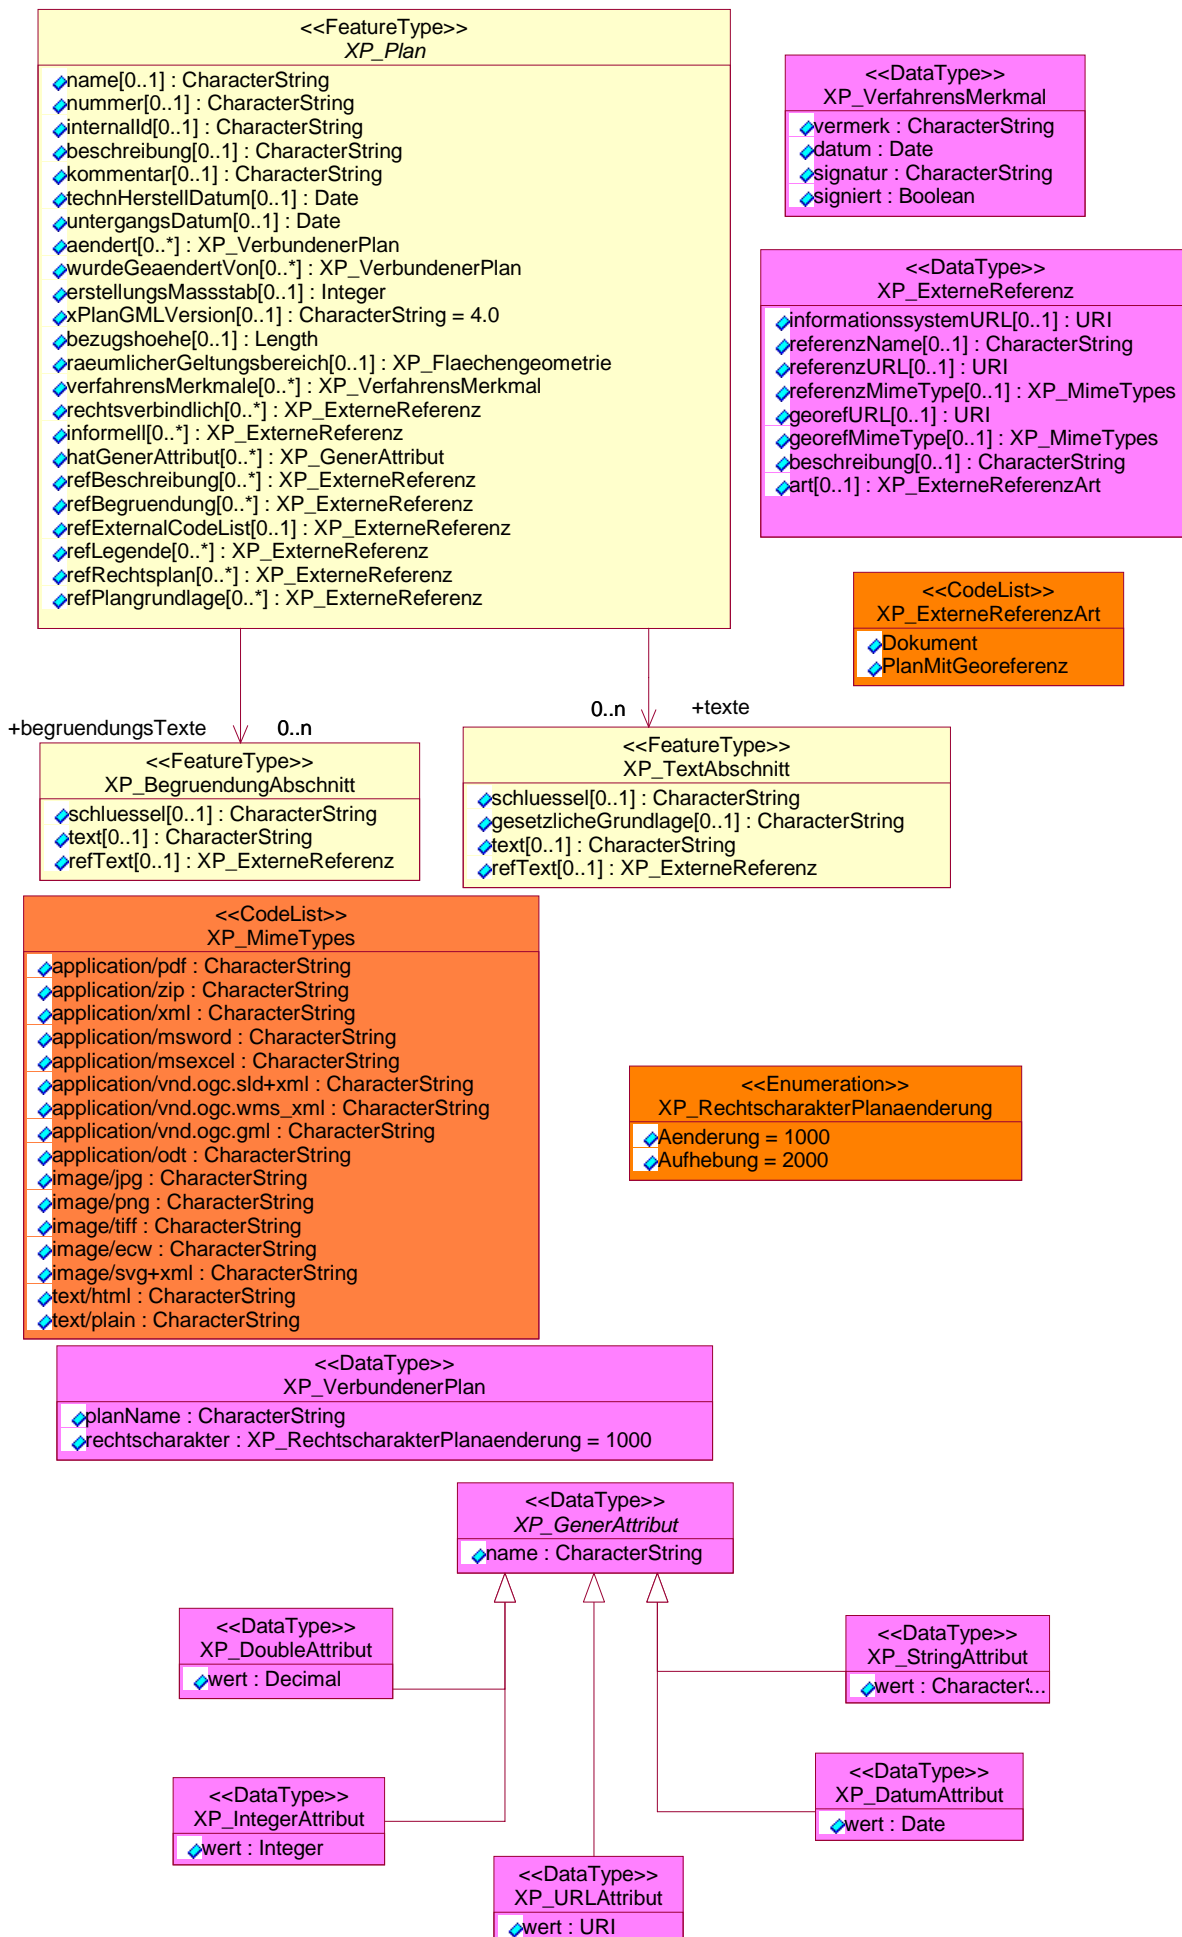 <<FeatureType>>
XP_Plan
name[0..1] : CharacterString
nummer[0..1] : CharacterString
internalId[0..1] : CharacterString
beschreibung[0..1] : CharacterString
kommentar[0..1] : CharacterString
technHerstellDatum[0..1] : Date
untergangsDatum[0..1] : Date
aendert[0..*] : XP_VerbundenerPlan
wurdeGeaendertVon[0..*] : XP_VerbundenerPlan
erstellungsMassstab[0..1] : Integer
xPlanGMLVersion[0..1] : CharacterString = 4.0
bezugshoehe[0..1] : Length
raeumlicherGeltungsbereich[0..1] : XP_Flaechengeometrie
verfahrensMerkmale[0..*] : XP_VerfahrensMerkmal
rechtsverbindlich[0..*] : XP_ExterneReferenz
informell[0..*] : XP_ExterneReferenz
hatGenerAttribut[0..*] : XP_GenerAttribut
refBeschreibung[0..*] : XP_ExterneReferenz
refBegruendung[0..*] : XP_ExterneReferenz
refExternalCodeList[0..1] : XP_ExterneReferenz
refLegende[0..*] : XP_ExterneReferenz
refRechtsplan[0..*] : XP_ExterneReferenz
refPlangrundlage[0..*] : XP_ExterneReferenz
<<DataType>>
XP_VerfahrensMerkmal
vermerk : CharacterString
datum : Date
signatur : CharacterString
signiert : Boolean
<<DataType>>
XP_ExterneReferenz
informationssystemURL[0..1] : URI
referenzName[0..1] : CharacterString
referenzURL[0..1] : URI
referenzMimeType[0..1] : XP_MimeTypes
georefURL[0..1] : URI
georefMimeType[0..1] : XP_MimeTypes
beschreibung[0..1] : CharacterString
art[0..1] : XP_ExterneReferenzArt
<<CodeList>>
XP_ExterneReferenzArt
Dokument
PlanMitGeoreferenz
+begruendungsTexte 0..n
0..n +texte
<<FeatureType>>
XP_BegruendungAbschnitt
schluessel[0..1] : CharacterString
text[0..1] : CharacterString
refText[0..1] : XP_ExterneReferenz
<<FeatureType>>
XP_TextAbschnitt
schluessel[0..1] : CharacterString
gesetzlicheGrundlage[0..1] : CharacterString
text[0..1] : CharacterString
refText[0..1] : XP_ExterneReferenz
<<CodeList>>
XP_MimeTypes
application/pdf : CharacterString
application/zip : CharacterString
application/xml : CharacterString
application/msword : CharacterString
application/msexcel : CharacterString
application/vnd.ogc.sld+xml : CharacterString
application/vnd.ogc.wms_xml : CharacterString
application/vnd.ogc.gml : CharacterString
application/odt : CharacterString
image/jpg : CharacterString
image/png : CharacterString
image/tiff : CharacterString
image/ecw : CharacterString
image/svg+xml : CharacterString
text/html : CharacterString
text/plain : CharacterString
<<Enumeration>>
XP_RechtscharakterPlanaenderung
Aenderung = 1000
Aufhebung = 2000
<<DataType>>
XP_VerbundenerPlan
planName : CharacterString
rechtscharakter : XP_RechtscharakterPlanaenderung = 1000
<<DataType>>
XP_GenerAttribut
name : CharacterString
<<DataType>>
XP_DoubleAttribut
wert : Decimal
<<DataType>>
XP_StringAttribut
wert : CharacterS...
<<DataType>>
XP_IntegerAttribut
wert : Integer
<<DataType>>
XP_DatumAttribut
wert : Date
<<DataType>>
XP_URLAttribut
wert : URI